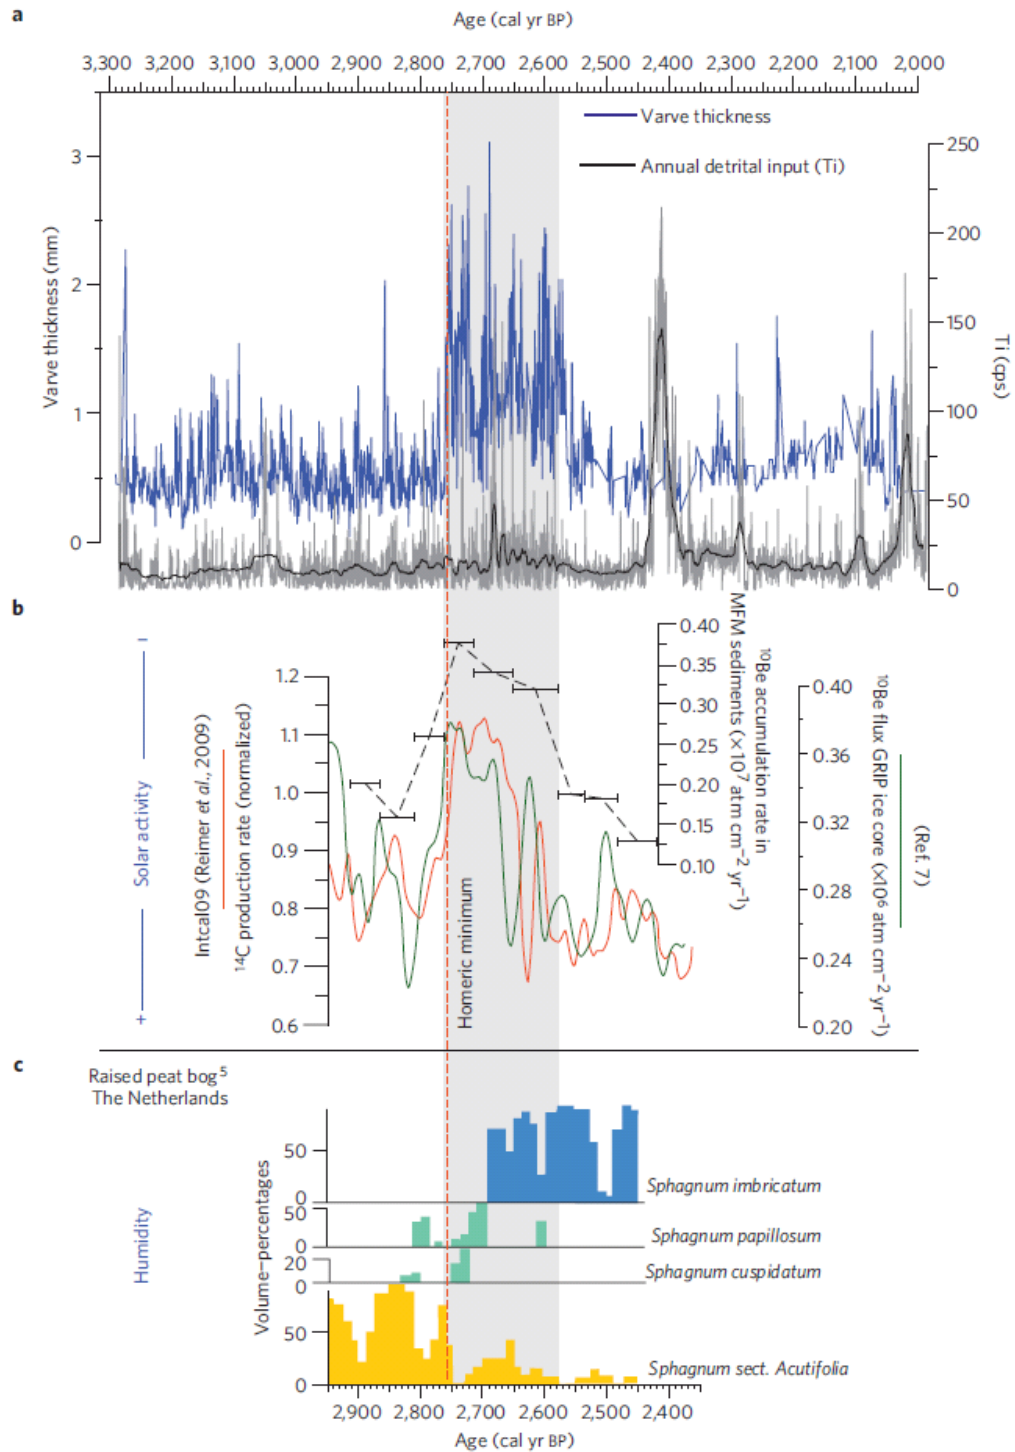 a
Age (cal yr BP)
3,300 3,200 3,100 3,000 2,900 2,800 2,700 2,600 2,500 2,400 2,300 2,200 2,100 2,000
Varve thickness
Annual detrital input (Ti)
Varve thickness (mm)
3
2
1
0
250
200
150
100
50
0
Ti (cps)
b
−
Solar activity
+
Intcal09 (Reimer et al., 2009)
14C production rate (normalized)
1.2
1.1
1.0
0.9
0.8
0.7
0.6
Homeric minimum
0.40
0.35
0.30
0.25
0.20
0.15
0.10
10Be accumulation rate in
MFM sediments (×10⁷ atm cm⁻² yr⁻¹)
0.40
0.36
0.32
0.28
0.24
0.20
10Be flux GRIP ice core (×10⁶ atm cm⁻² yr⁻¹)
(Ref. 7)
c
Raised peat bog⁵
The Netherlands
Humidity
Volume–percentages
50
0
Sphagnum imbricatum
50
0
Sphagnum papillosum
20
0
Sphagnum cuspidatum
50
0
Sphagnum sect. Acutifolia
2,900 2,800 2,700 2,600 2,500 2,400
Age (cal yr BP)